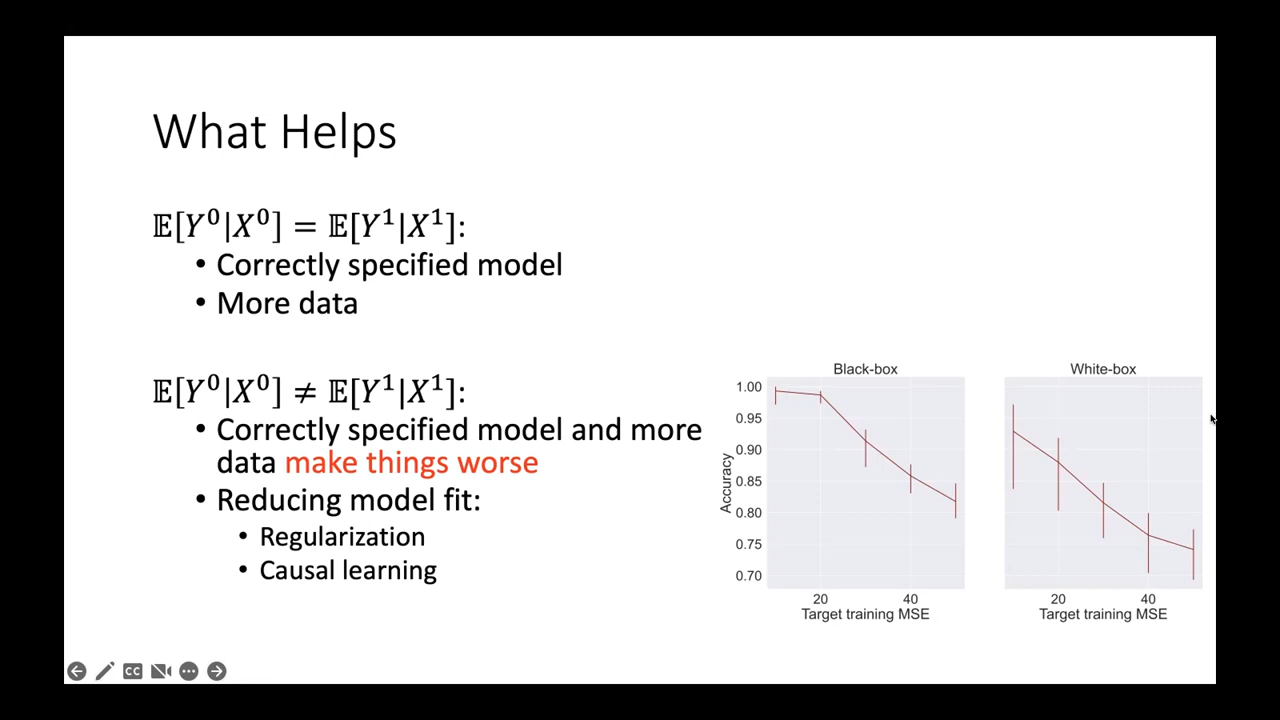 What Helps
𝔼[Y⁰|X⁰] = 𝔼[Y¹|X¹]:
• Correctly specified model
• More data
𝔼[Y⁰|X⁰] ≠ 𝔼[Y¹|X¹]:
• Correctly specified model and more
data make things worse
• Reducing model fit:
• Regularization
• Causal learning
Black-box
White-box
Accuracy
1.00
0.95
0.90
0.85
0.80
0.75
0.70
20
40
Target training MSE
20
40
Target training MSE
CC